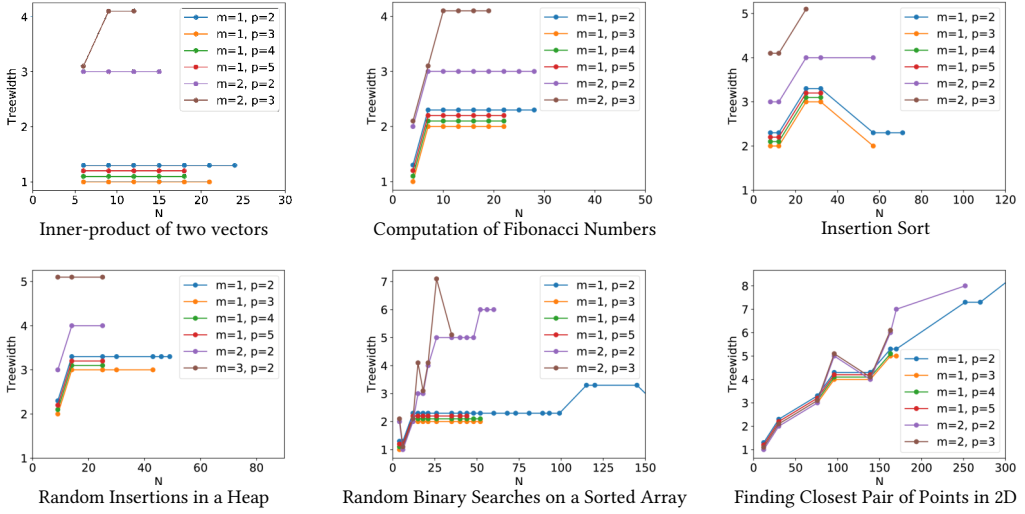 4
3
2
1
Treewidth
m=1, p=2
m=1, p=3
m=1, p=4
m=1, p=5
m=2, p=2
m=2, p=3
0 5 10 15 20 25 30
N
Inner-product of two vectors
4
3
2
1
Treewidth
m=1, p=2
m=1, p=3
m=1, p=4
m=1, p=5
m=2, p=2
m=2, p=3
0 10 20 30 40 50
N
Computation of Fibonacci Numbers
5
4
3
2
1
Treewidth
m=1, p=2
m=1, p=3
m=1, p=4
m=1, p=5
m=2, p=2
m=2, p=3
0 20 40 60 80 100 120
N
Insertion Sort
5
4
3
2
1
Treewidth
m=1, p=2
m=1, p=3
m=1, p=4
m=1, p=5
m=2, p=2
m=3, p=2
0 20 40 60 80
N
Random Insertions in a Heap
7
6
5
4
3
2
1
Treewidth
m=1, p=2
m=1, p=3
m=1, p=4
m=1, p=5
m=2, p=2
m=2, p=3
0 25 50 75 100 125 150
N
Random Binary Searches on a Sorted Array
8
7
6
5
4
3
2
1
Treewidth
m=1, p=2
m=1, p=3
m=1, p=4
m=1, p=5
m=2, p=2
m=2, p=3
0 50 100 150 200 250 300
N
Finding Closest Pair of Points in 2D